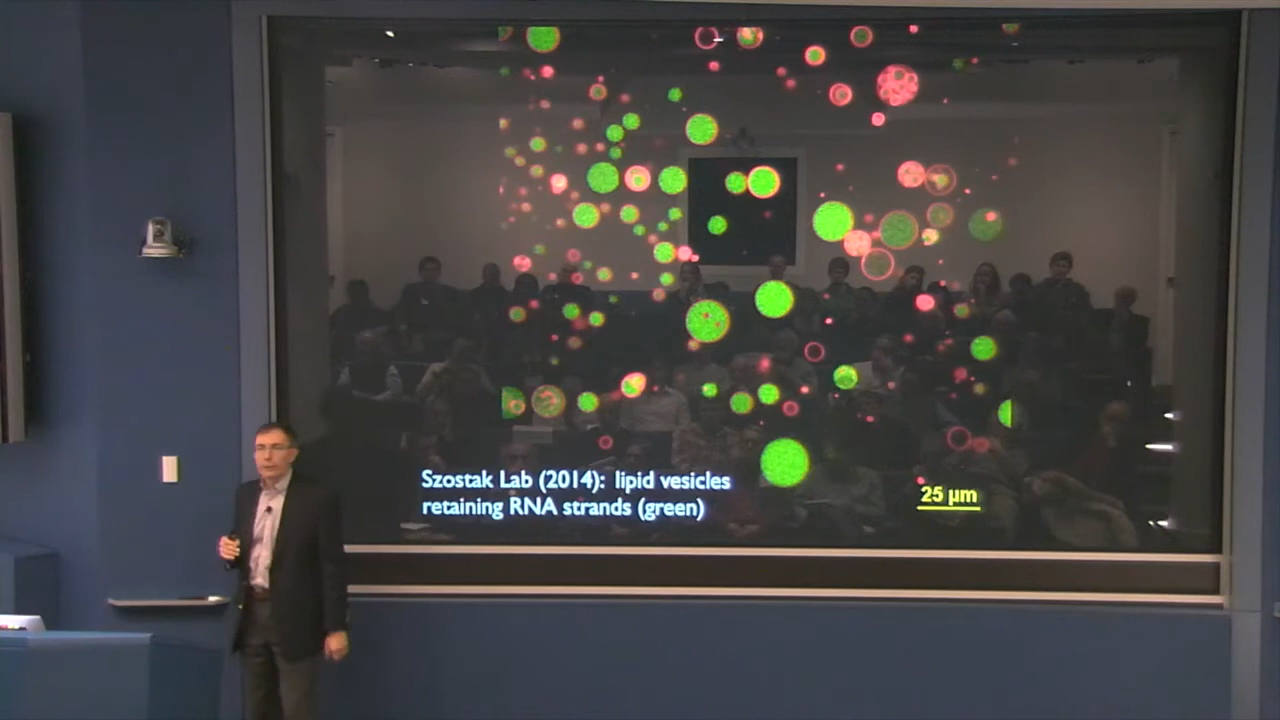 Szostak Lab (2014): lipid vesicles
retaining RNA strands (green)
25 µm